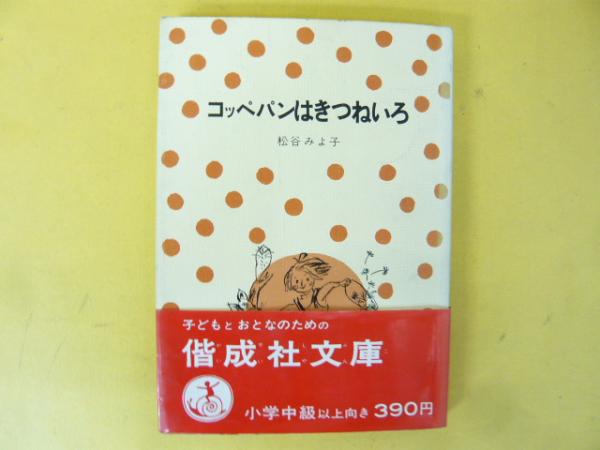 コッペパンはきつねいろ
松谷みよ子
子どもとおとなのための
偕成社文庫
小学中級以上向き 390円